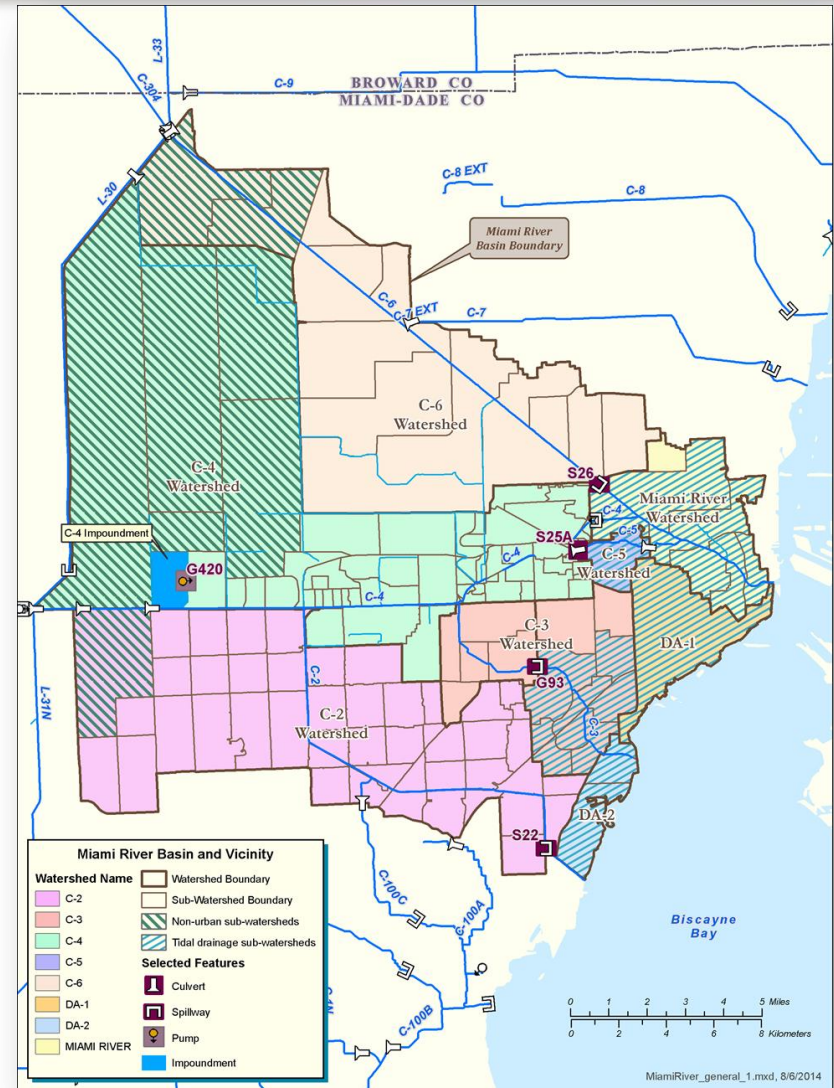 L-33
C-304
C-9
BROWARD CO
MIAMI-DADE CO
L-30
C-8 EXT
C-8
Miami River
Basin Boundary
C-6
C-7 EXT
C-7
C-6
Watershed
C-4
Watershed
S26
Miami River
Watershed
C-4
C-5
C-4 Impoundment
S25A
C-5
Watershed
G420
C-4
C-4
C-3
Watershed
DA-1
G93
C-2
L-31N
C-2
Watershed
C-3
DA-2
S22
C-100C
C-100A
C-100B
Biscayne
Bay
Miami River Basin and Vicinity
Watershed Name
C-2
C-3
C-4
C-5
C-6
DA-1
DA-2
MIAMI RIVER
Watershed Boundary
Sub-Watershed Boundary
Non-urban sub-watersheds
Tidal drainage sub-watersheds
Selected Features
Culvert
Spillway
Pump
Impoundment
0 1 2 3 4 5 Miles
0 2 4 6 8 Kilometers
MiamiRiver_general_1.mxd, 8/6/2014